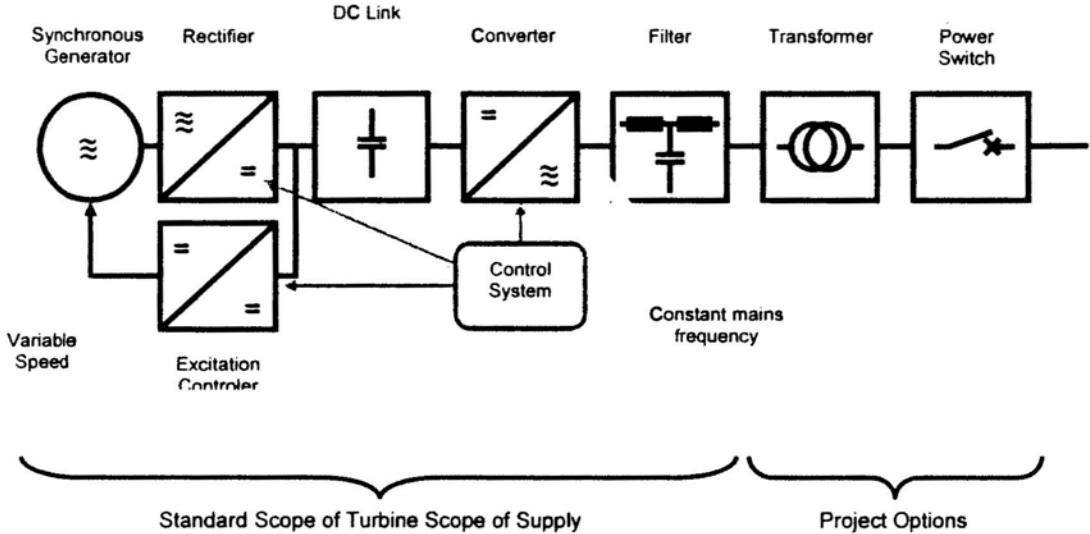 DC Link
Synchronous
Generator
Rectifier
Converter
Filter
Transformer
Power
Switch
Control
System
Constant mains
frequency
Variable
Speed
Excitation
Controler
Standard Scope of Turbine Scope of Supply
Project Options